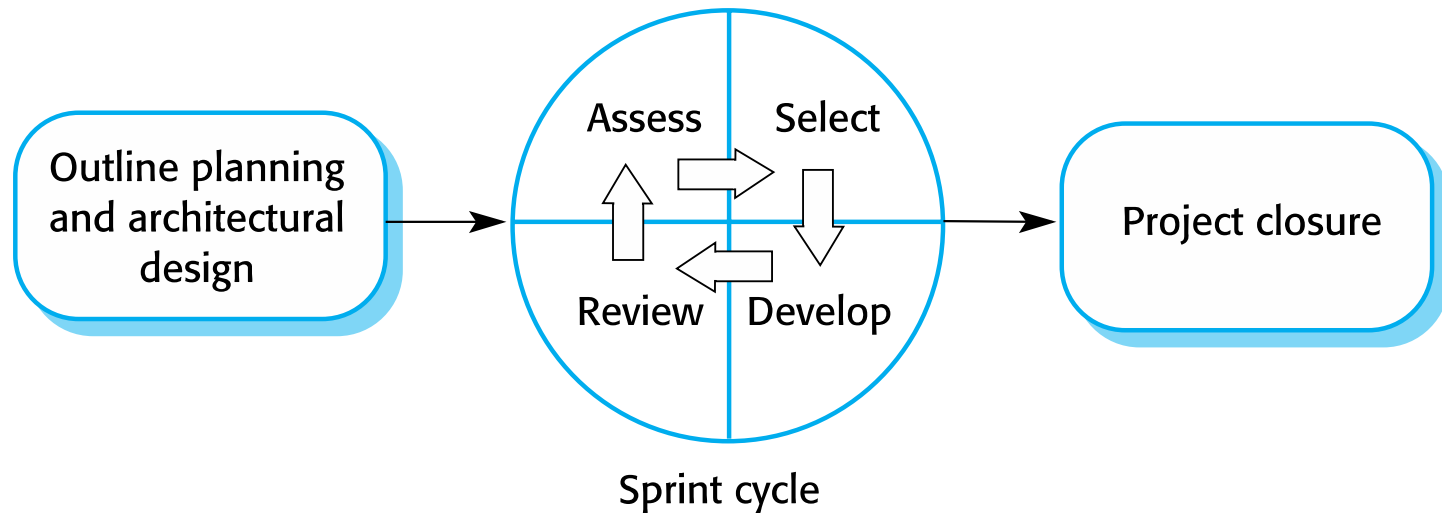 Outline planning
and architectural
design
Assess
Select
Review
Develop
Sprint cycle
Project closure